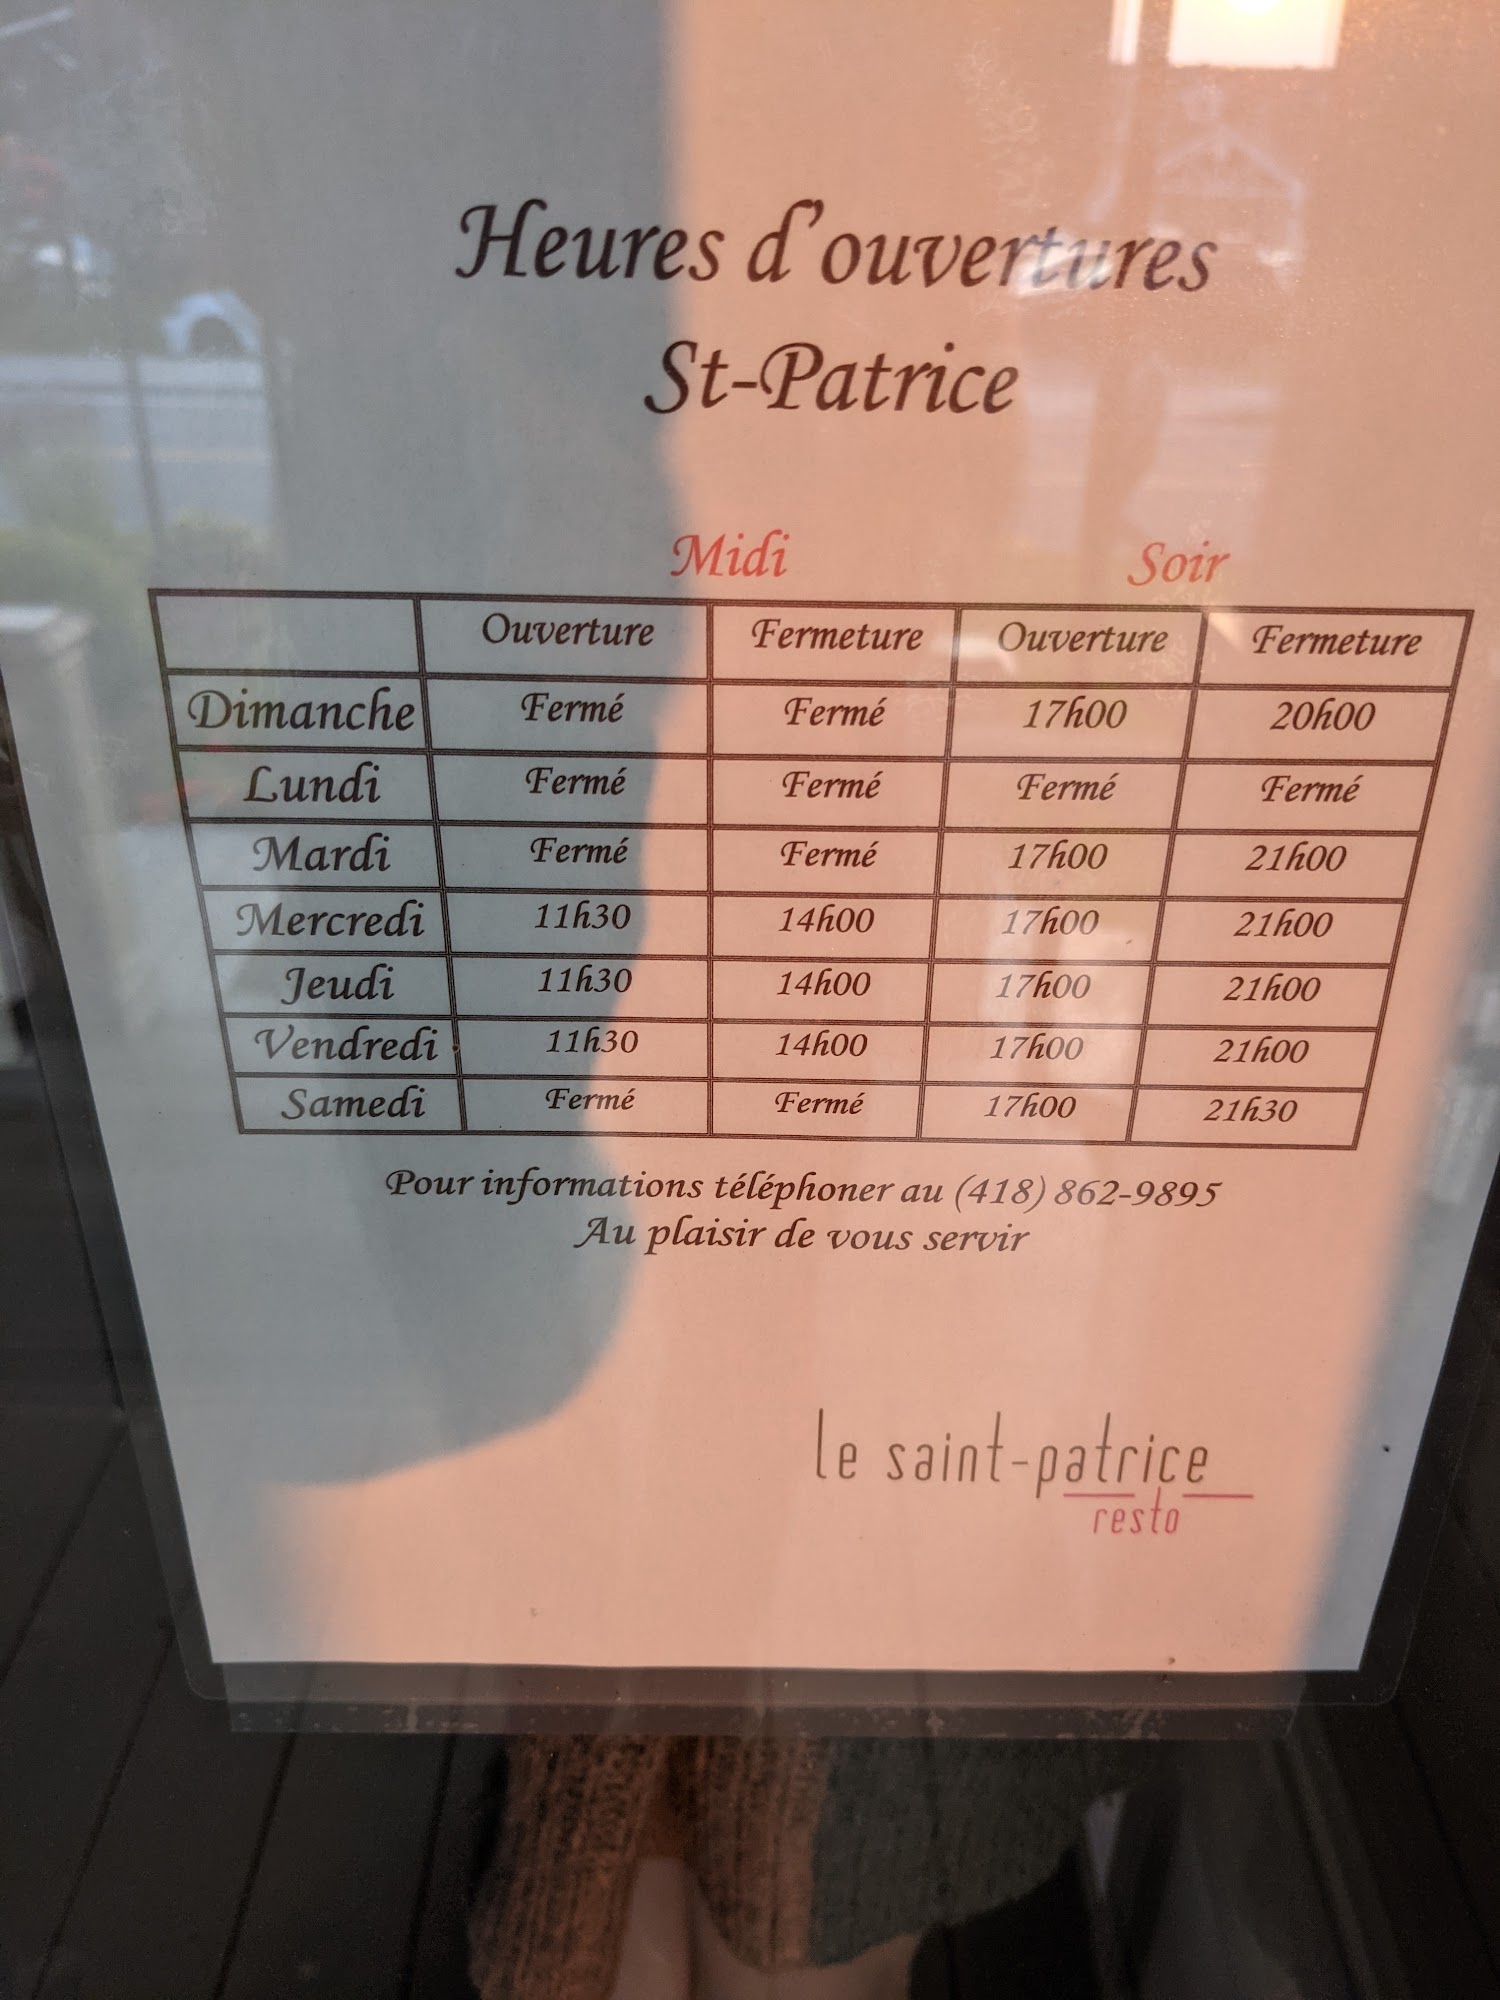 Heures d'ouvertures
St-Patrice
Midi Soir
Ouverture Fermeture Ouverture Fermeture
Dimanche Fermé Fermé 17h00 20h00
Lundi Fermé Fermé Fermé Fermé
Mardi Fermé Fermé 17h00 21h00
Mercredi 11h30 14h00 17h00 21h00
Jeudi 11h30 14h00 17h00 21h00
Vendredi 11h30 14h00 17h00 21h00
Samedi Fermé Fermé 17h00 21h30
Pour informations téléphoner au (418) 862-9895
Au plaisir de vous servir
le saint-patrice
resto